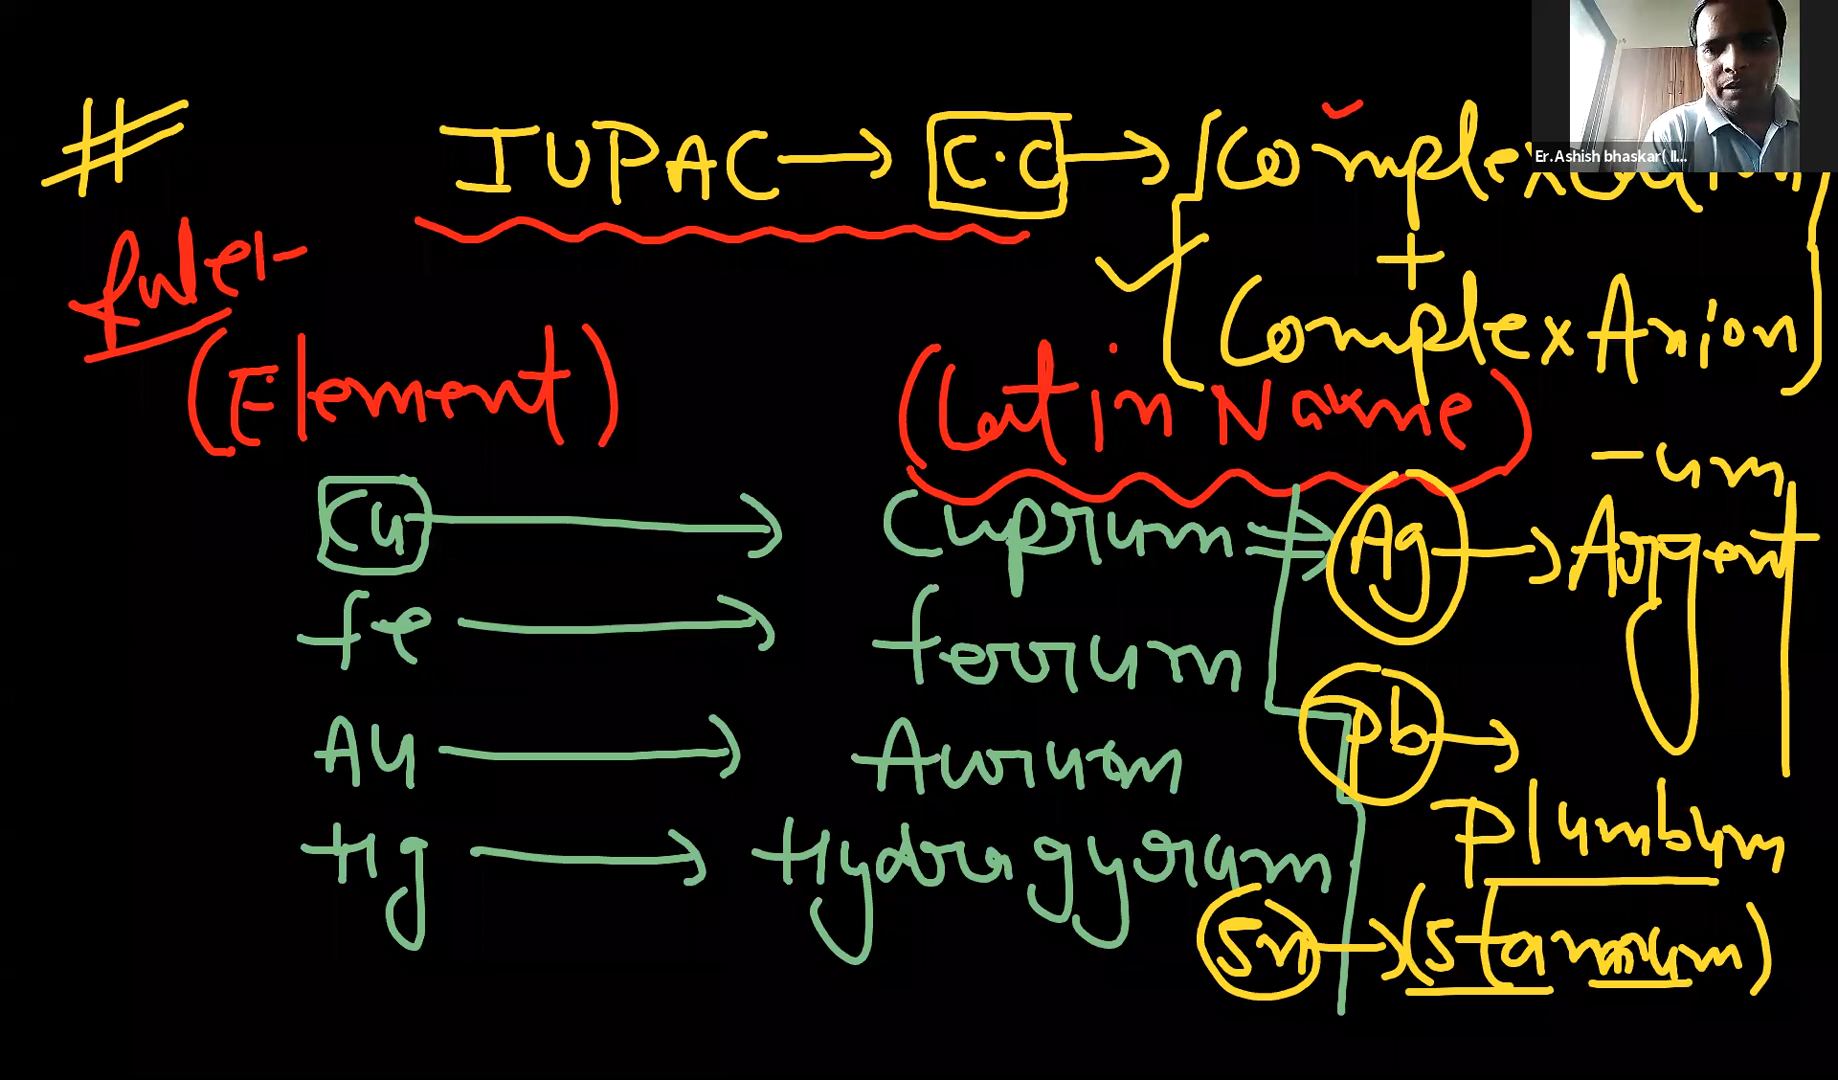 # IUPAC → C.C → [Complex Cation
+
Complex Anion]
Rule:-
(Element) (Latin Name)
Cu → Cuprum ⇒ Ag → Argent -um
Fe → Ferrum
Au → Aurum
Pb → Plumbum
Hg → Hydragyrum
Sn → (Stannum)
Er.Ashish bhaskar( II...